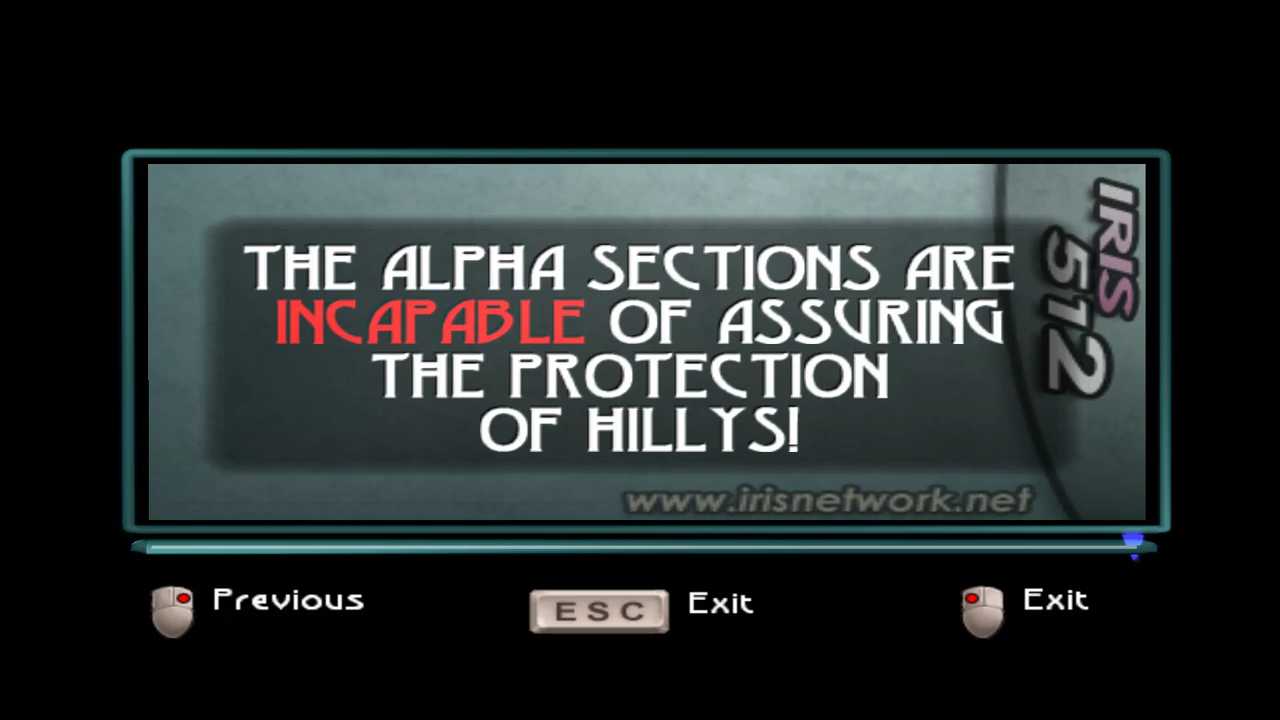 THE ALPHA SECTIONS ARE
INCAPABLE OF ASSURING
THE PROTECTION
OF HILLYS!
IRIS
512
www.irisnetwork.net
Previous
ESC Exit
Exit